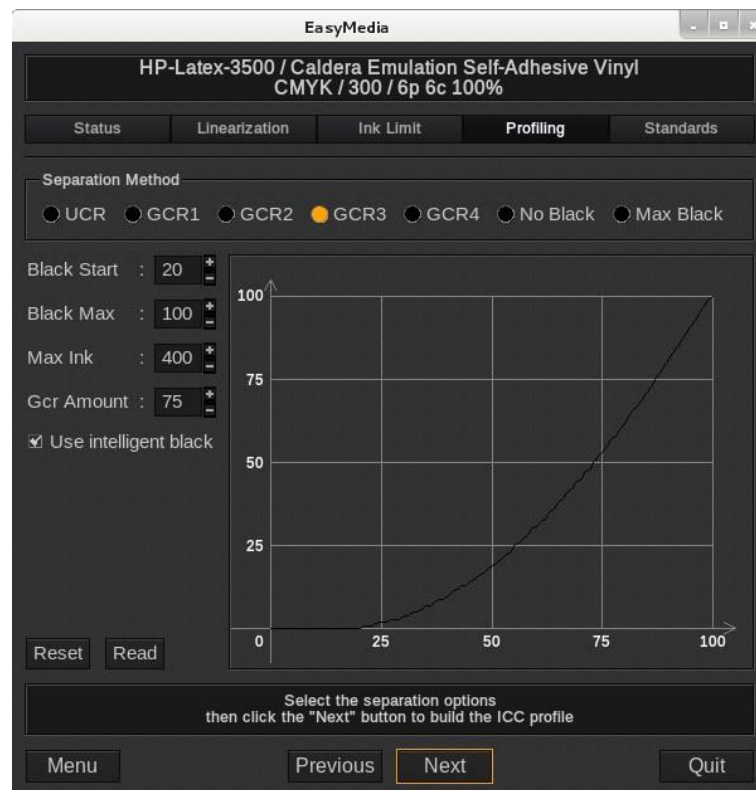 EasyMedia
HP-Latex-3500 / Caldera Emulation Self-Adhesive Vinyl
CMYK / 300 / 6p 6c 100%
Status Linearization Ink Limit Profiling Standards
Separation Method
UCR GCR1 GCR2 GCR3 GCR4 No Black Max Black
Black Start : 20
Black Max : 100
Max Ink : 400
Gcr Amount : 75
Use intelligent black
100
75
50
25
0 25 50 75 100
Reset Read
Select the separation options
then click the "Next" button to build the ICC profile
Menu Previous Next Quit